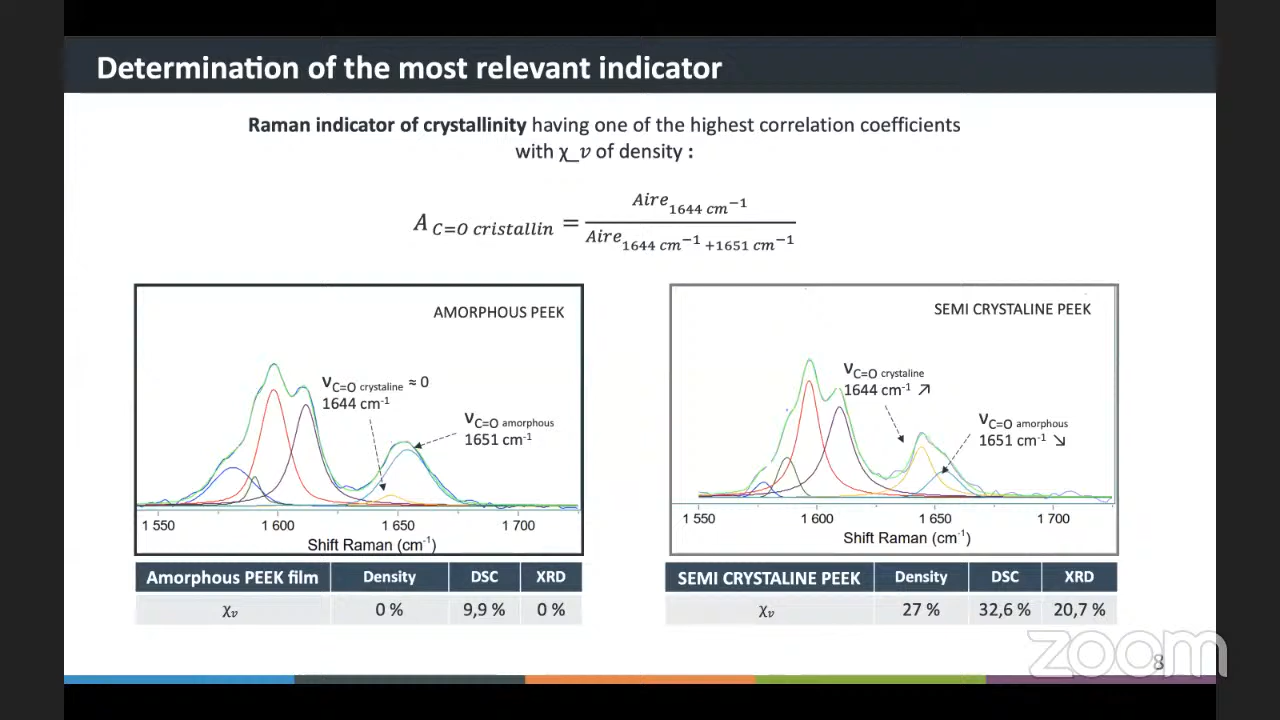 Determination of the most relevant indicator
Raman indicator of crystallinity having one of the highest correlation coefficients
with χ_v of density :
A C=O cristallin = Aire1644 cm−1 / Aire1644 cm−1 +1651 cm−1
AMORPHOUS PEEK
νC=O crystaline ≈ 0
1644 cm-1
νC=O amorphous
1651 cm-1
1 550 1 600 1 650 1 700
Shift Raman (cm-1)
SEMI CRYSTALINE PEEK
νC=O crystaline
1644 cm-1 ↗
νC=O amorphous
1651 cm-1 ↘
1 550 1 600 1 650 1 700
Shift Raman (cm-1)
Amorphous PEEK film Density DSC XRD
χv 0 % 9,9 % 0 %
SEMI CRYSTALINE PEEK Density DSC XRD
χv 27 % 32,6 % 20,7 %
zoom
8